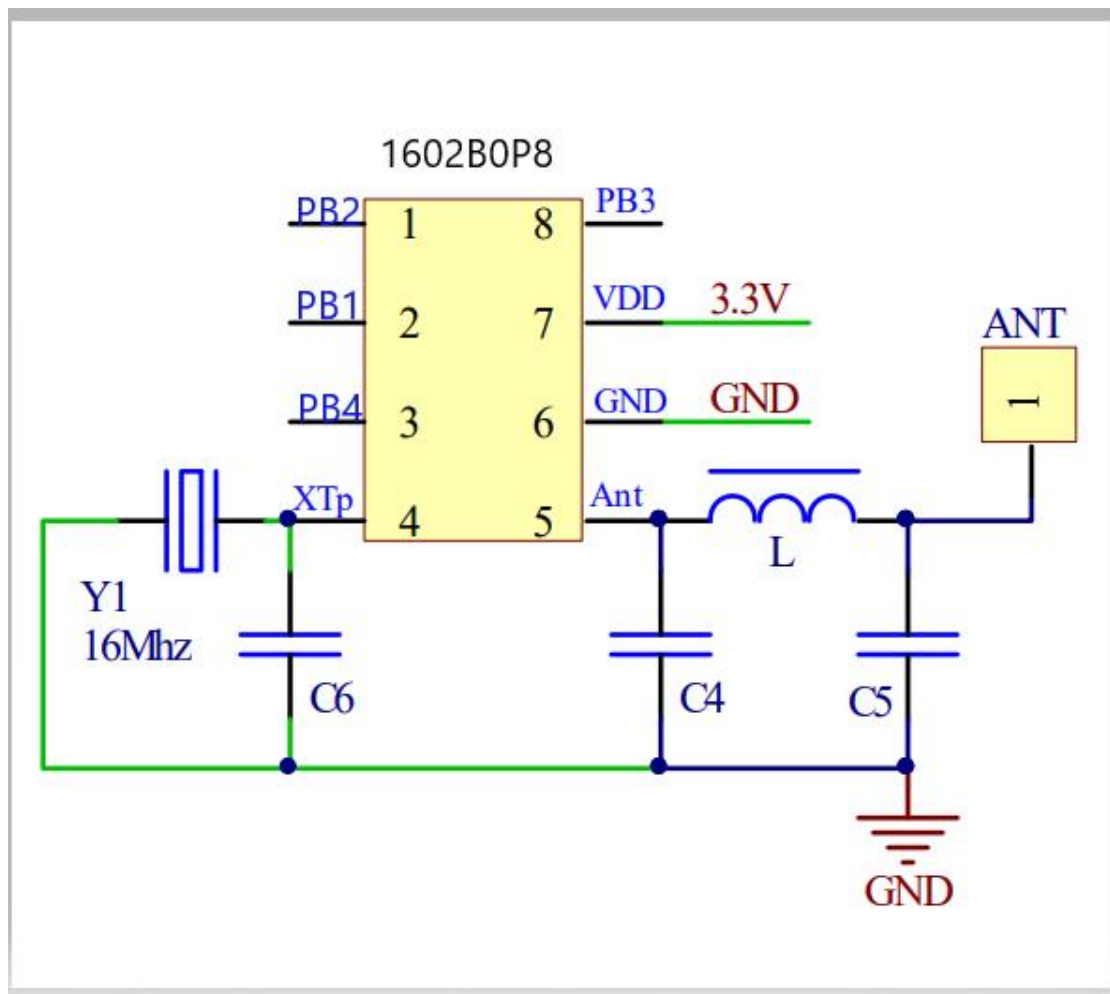 1602B0P8
PB2 1 8 PB3
PB1 2 7 VDD 3.3V
ANT
1
PB4 3 6 GND GND
XTp 4 5 Ant
L
Y1
16Mhz
C6 C4 C5
GND